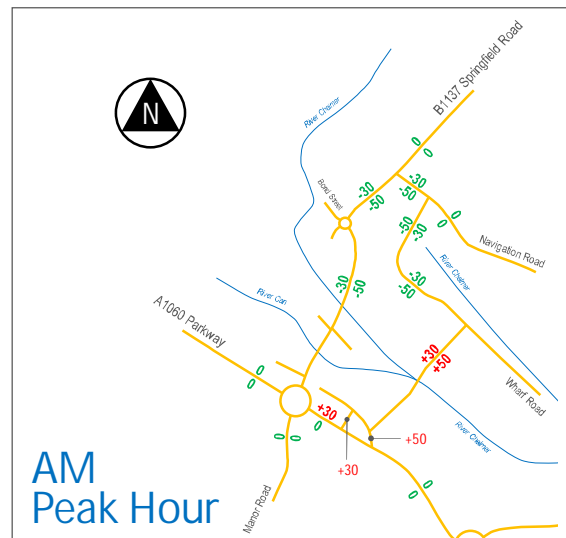 B1137 Springfield Road
River Chelmer
N
0
0
-30
-50
Bond Street
-30
-50
0
0
-50
-30
Navigation Road
River Chelmer
-30
-50
-30
-50
River Can
A1060 Parkway
0
0
+30
+50
Wharf Road
+30
0
+50
+30
River Chelmer
0
0
0
0
Manor Road
AM
Peak Hour